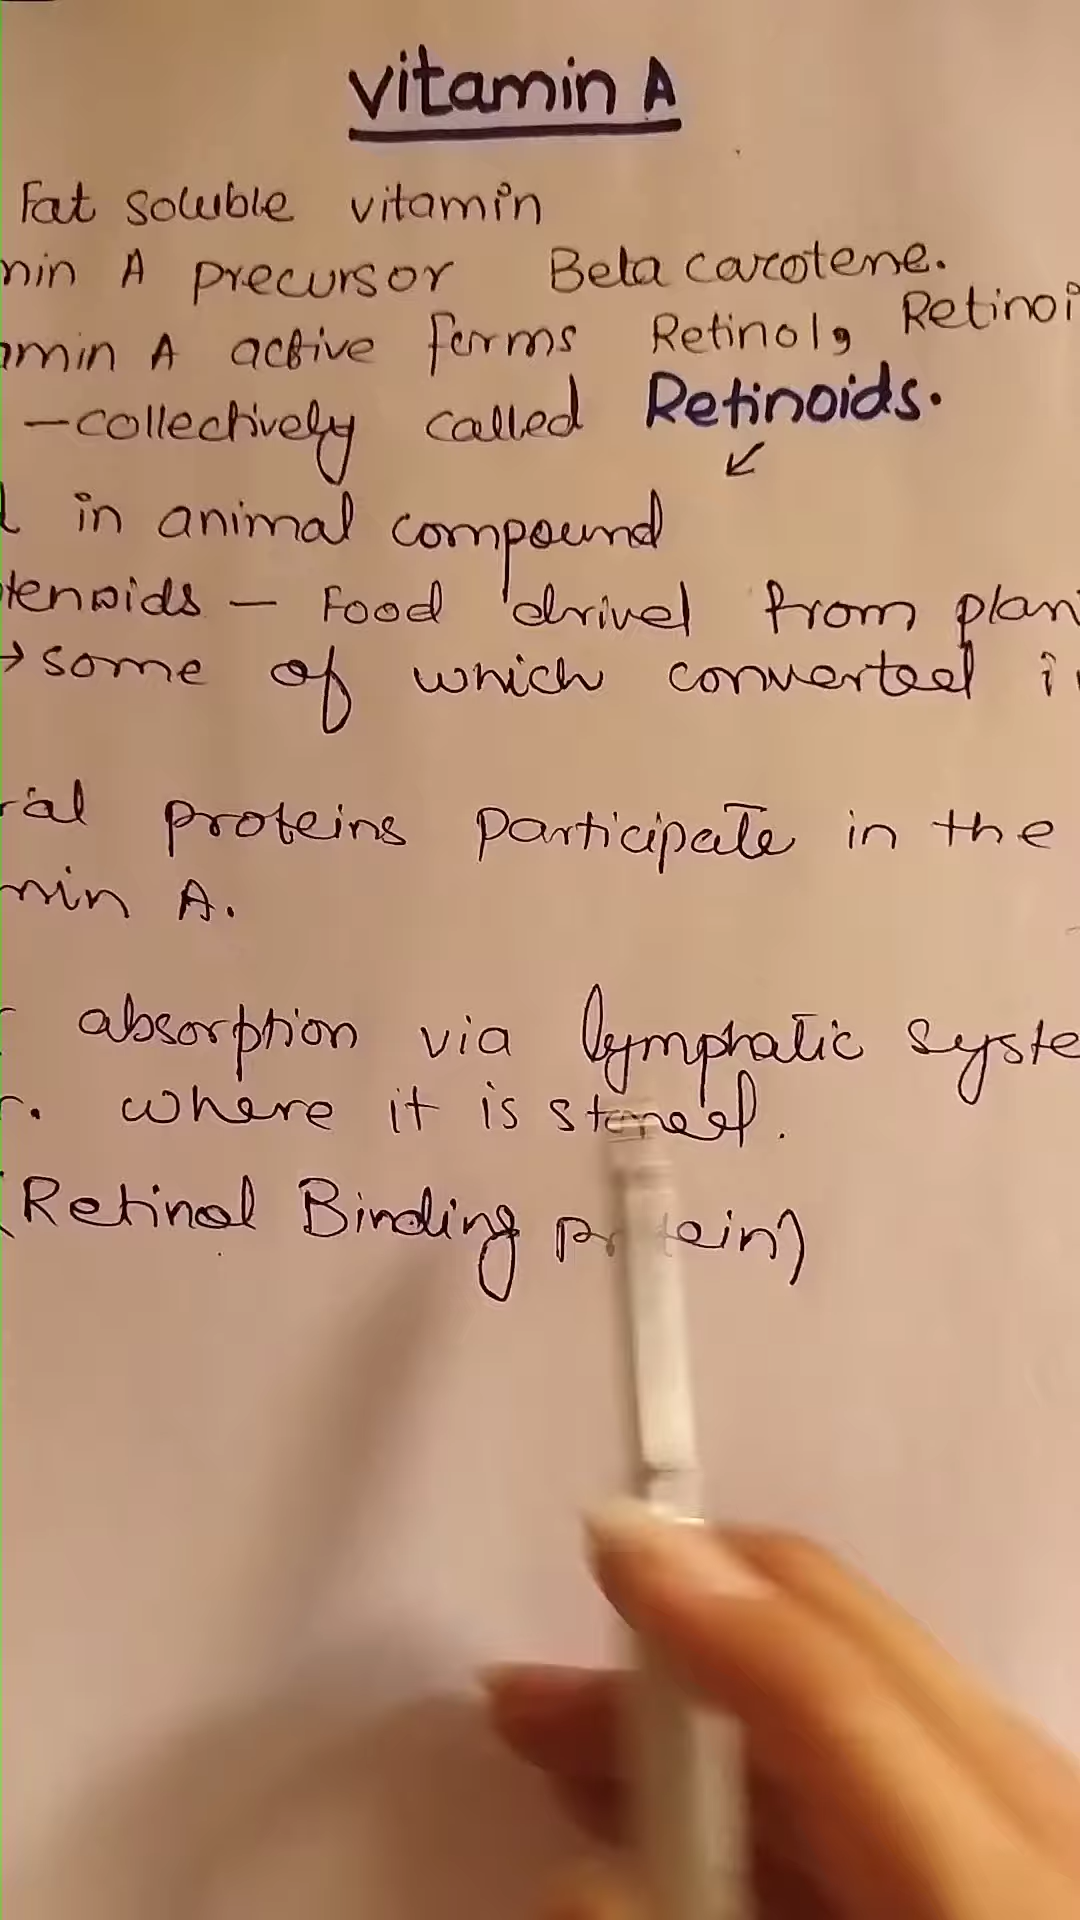 vitamin A
Fat soluble vitamin
min A precursor Beta carotene.
amin A active forms Retinol, Retinoi
- collectively called Retinoids.
in animal compound
tenoids - Food drived from plan
→ some of which converted i
ral proteins participate in the
min A.
absorption via lymphatic syste
r. where it is stored.
(Retinol Binding protein)